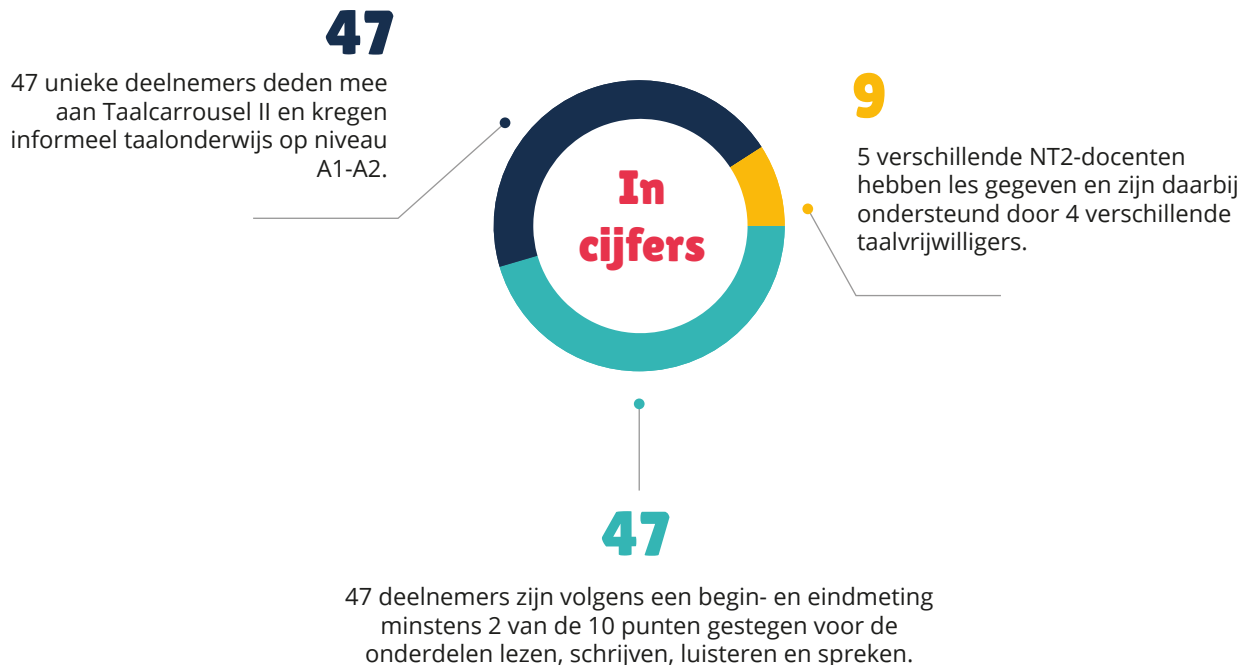 47
47 unieke deelnemers deden mee
aan Taalcarrousel II en kregen
informeel taalonderwijs op niveau
A1-A2.
In
cijfers
9
5 verschillende NT2-docenten
hebben les gegeven en zijn daarbij
ondersteund door 4 verschillende
taalvrijwilligers.
47
47 deelnemers zijn volgens een begin- en eindmeting
minstens 2 van de 10 punten gestegen voor de
onderdelen lezen, schrijven, luisteren en spreken.